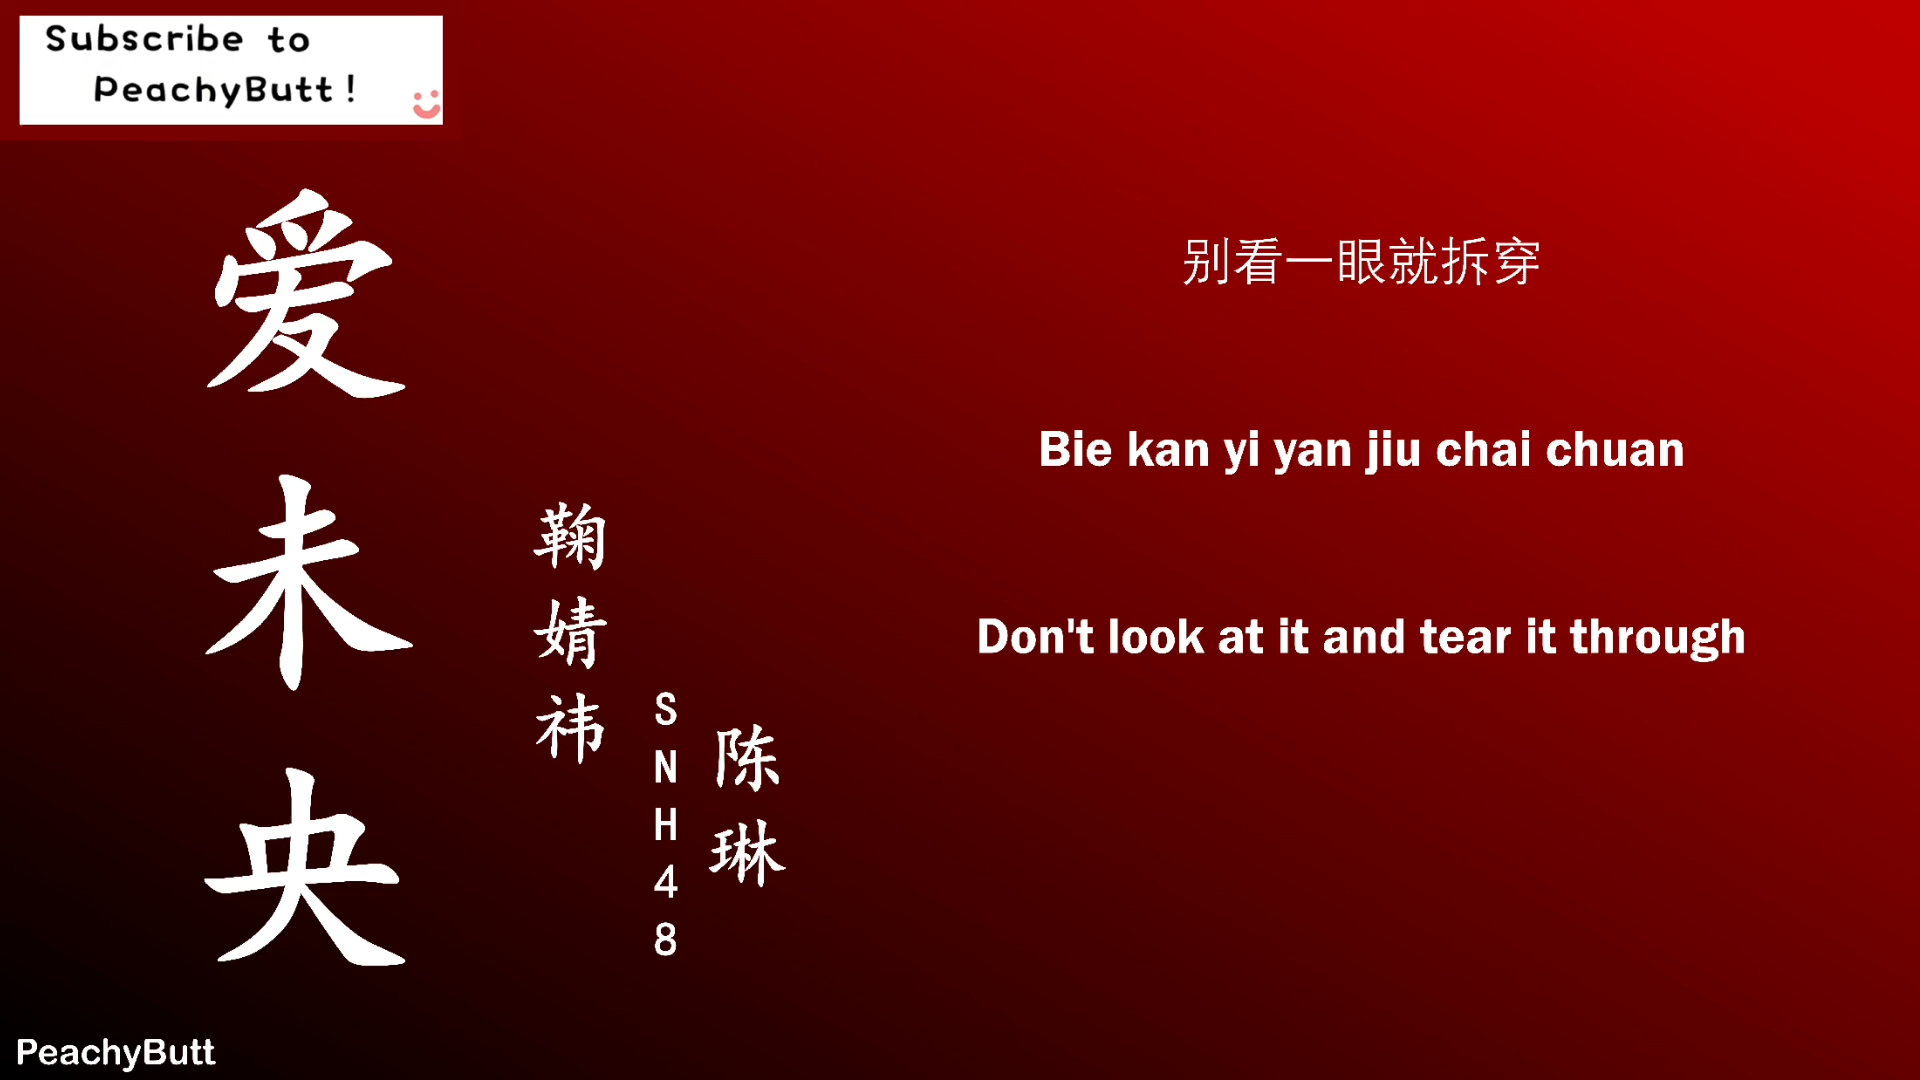 Subscribe to
PeachyButt!
爱未央
鞠婧祎
SNH48
陈琳
别看一眼就拆穿
Bie kan yi yan jiu chai chuan
Don't look at it and tear it through
PeachyButt